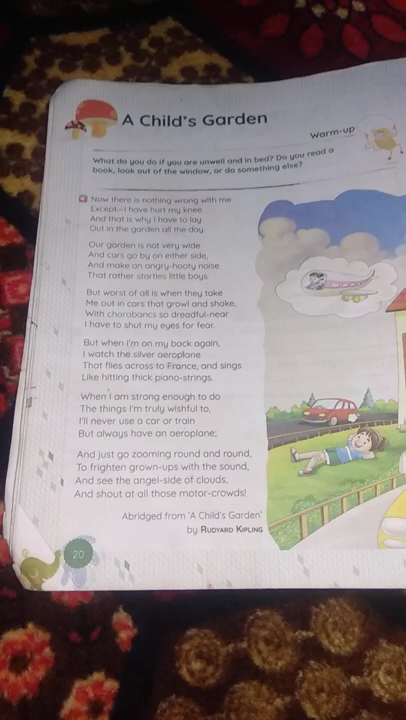 A Child's Garden
Warm-up
What do you do if you are unwell and in bed? Do you read a
book, look out of the window, or do something else?
Now there is nothing wrong with me
Except—I have hurt my knee
And that is why I have to lay
Out in the garden all the day.
Our garden is not very wide
And cars go by on either side,
And make an angry-hooty noise
That rather startles little boys.
But worst of all is when they take
Me out in cars that growl and shake,
With charabancs so dreadful-near
I have to shut my eyes for fear.
But when I'm on my back again,
I watch the silver aeroplane
That flies across to France, and sings
Like hitting thick piano-strings.
When I am strong enough to do
The things I'm truly wishful to,
I'll never use a car or train
But always have an aeroplane;
And just go zooming round and round,
To frighten grown-ups with the sound,
And see the angel-side of clouds,
And shout at all those motor-crowds!
Abridged from 'A Child's Garden'
by RUDYARD KIPLING
20